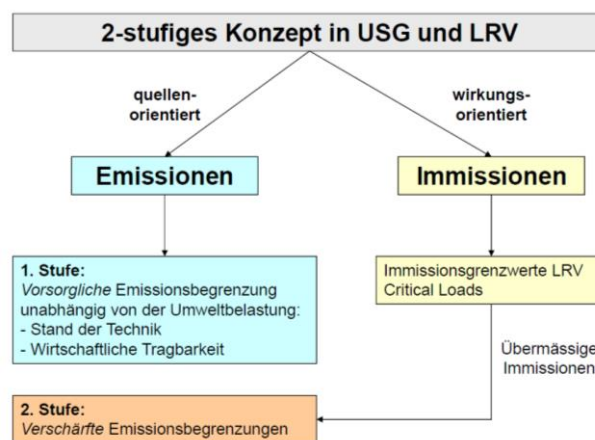 2-stufiges Konzept in USG und LRV
quellen-
orientiert
wirkungs-
orientiert
Emissionen
Immissionen
1. Stufe:
Vorsorgliche Emissionsbegrenzung
unabhängig von der Umweltbelastung:
- Stand der Technik
- Wirtschaftliche Tragbarkeit
Immissionsgrenzwerte LRV
Critical Loads
Übermässige
Immissionen
2. Stufe:
Verschärfte Emissionsbegrenzungen